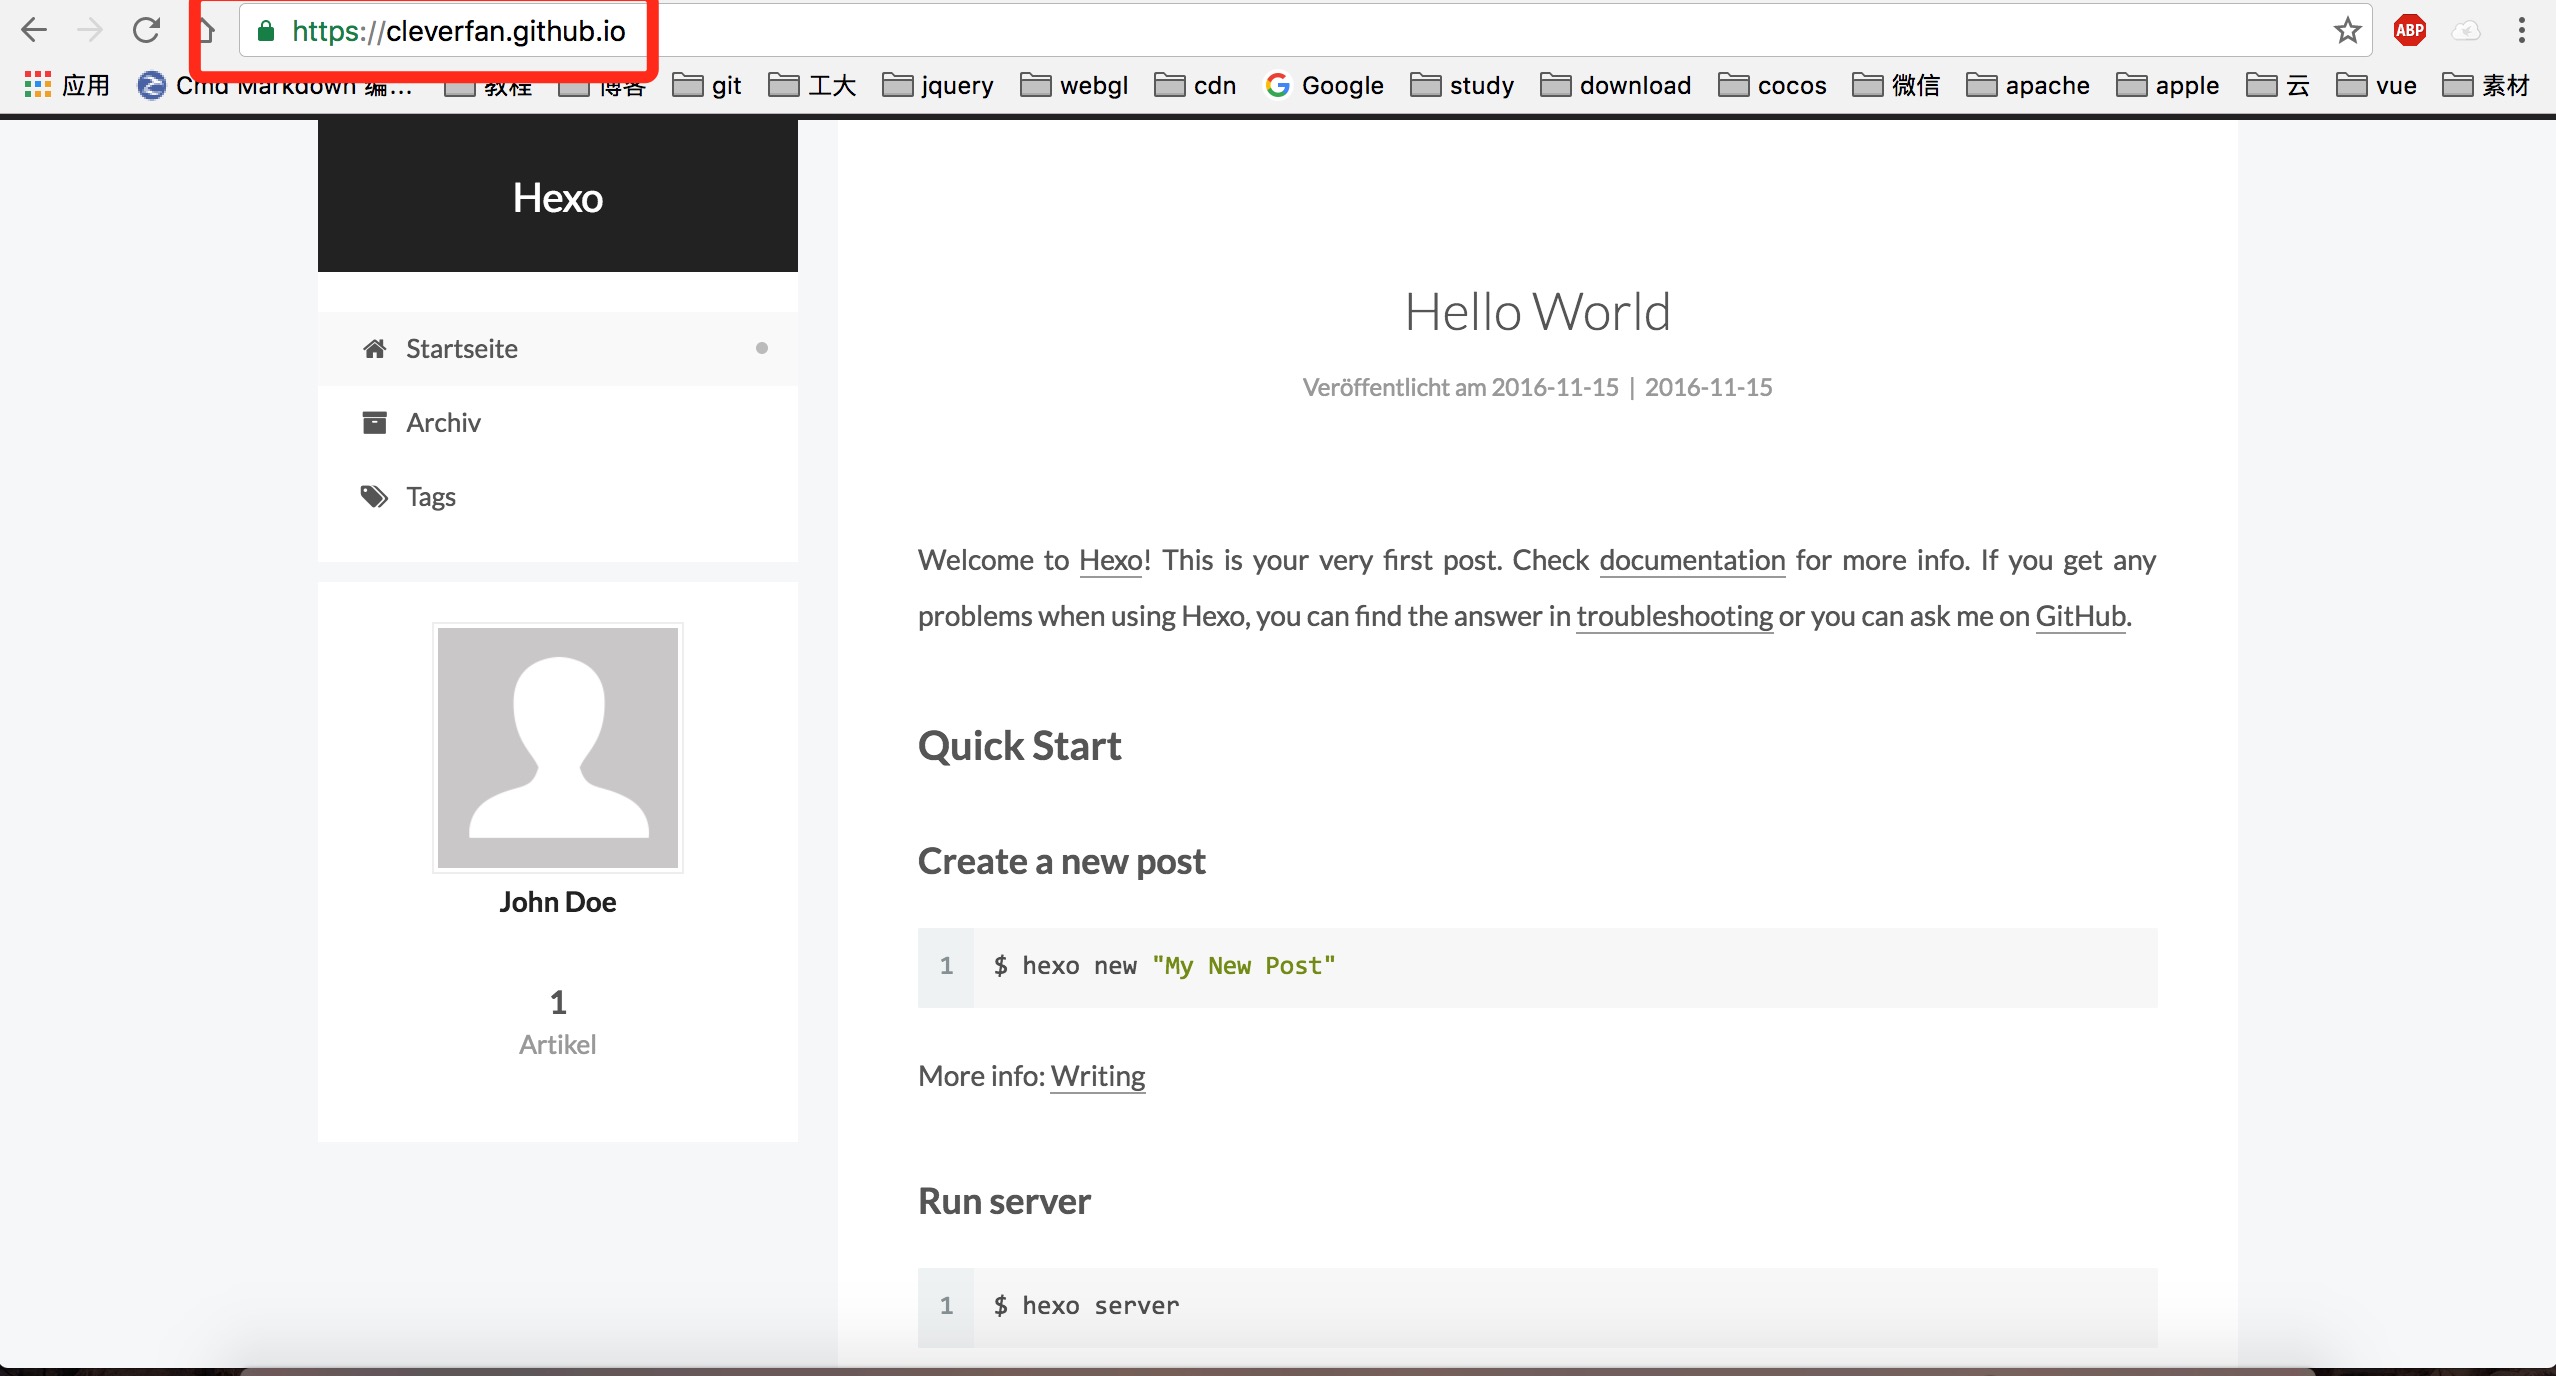 https://cleverfan.github.io
ABP
应用 Cmd Markdown 编... 教程 博客 git 工大 jquery webgl cdn Google study download cocos 微信 apache apple 云 vue 素材
Hexo
Startseite
Archiv
Tags
John Doe
1
Artikel
Hello World
Veröffentlicht am 2016-11-15 | 2016-11-15
Welcome to Hexo! This is your very first post. Check documentation for more info. If you get any
problems when using Hexo, you can find the answer in troubleshooting or you can ask me on GitHub.
Quick Start
Create a new post
1 $ hexo new "My New Post"
More info: Writing
Run server
1 $ hexo server